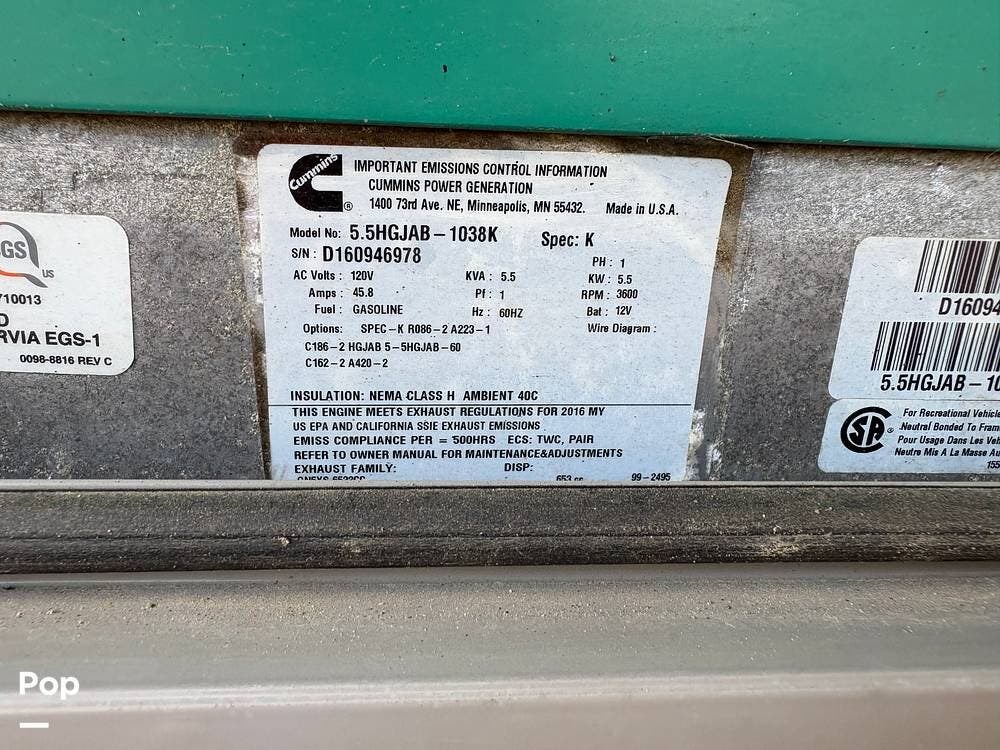 Cummins ®
IMPORTANT EMISSIONS CONTROL INFORMATION
CUMMINS POWER GENERATION
1400 73rd Ave. NE, Minneapolis, MN 55432. Made in U.S.A.
Model No: 5.5HGJAB-1038K Spec: K
S/N : D160946978 PH : 1
AC Volts : 120V KVA : 5.5 KW : 5.5
Amps : 45.8 Pf : 1 RPM : 3600
Fuel : GASOLINE Hz : 60HZ Bat : 12V
Options: SPEC-K R086-2 A223-1 Wire Diagram :
C186-2 HGJAB 5-5HGJAB-60
C162-2 A420-2
INSULATION: NEMA CLASS H AMBIENT 40C
THIS ENGINE MEETS EXHAUST REGULATIONS FOR 2016 MY
US EPA AND CALIFORNIA SSIE EXHAUST EMISSIONS
EMISS COMPLIANCE PER = 500HRS ECS: TWC, PAIR
REFER TO OWNER MANUAL FOR MAINTENANCE&ADJUSTMENTS
EXHAUST FAMILY: DISP:
653 cc 99-2495
GS
US
710013
D
RVIA EGS-1
0098-8816 REV C
D16094
5.5HGJAB-10
For Recreational Vehicle
Neutral Bonded To Fram
Pour Usage Dans Les Veh
Neutre Mis A La Masse Au
155
Pop